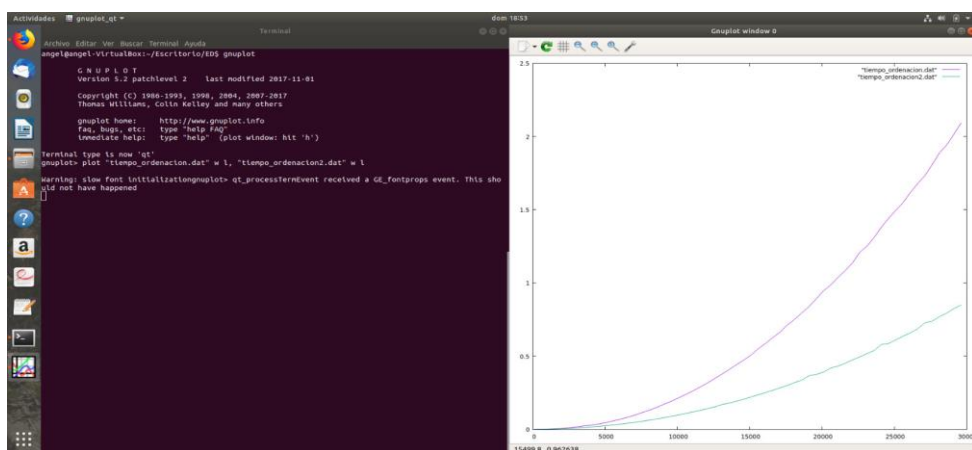 Actividades gnuplot_qt ▾ dom 18:53
Terminal
Archivo Editar Ver Buscar Terminal Ayuda
angel@angel-VirtualBox:~/Escritorio/ED$ gnuplot
G N U P L O T
Version 5.2 patchlevel 2 last modified 2017-11-01
Copyright (C) 1986-1993, 1998, 2004, 2007-2017
Thomas Williams, Colin Kelley and many others
gnuplot home: http://www.gnuplot.info
faq, bugs, etc: type "help FAQ"
immediate help: type "help" (plot window: hit 'h')
Terminal type is now 'qt'
gnuplot> plot "tiempo_ordenacion.dat" w l, "tiempo_ordenacion2.dat" w l
Warning: slow font initializationgnuplot> qt_processTermEvent received a GE_fontprops event. This sho
uld not have happened
Gnuplot window 0
"tiempo_ordenacion.dat"
"tiempo_ordenacion2.dat"
2.5
2
1.5
1
0.5
0
0 5000 10000 15000 20000 25000 3000
15499.8, 0.962638